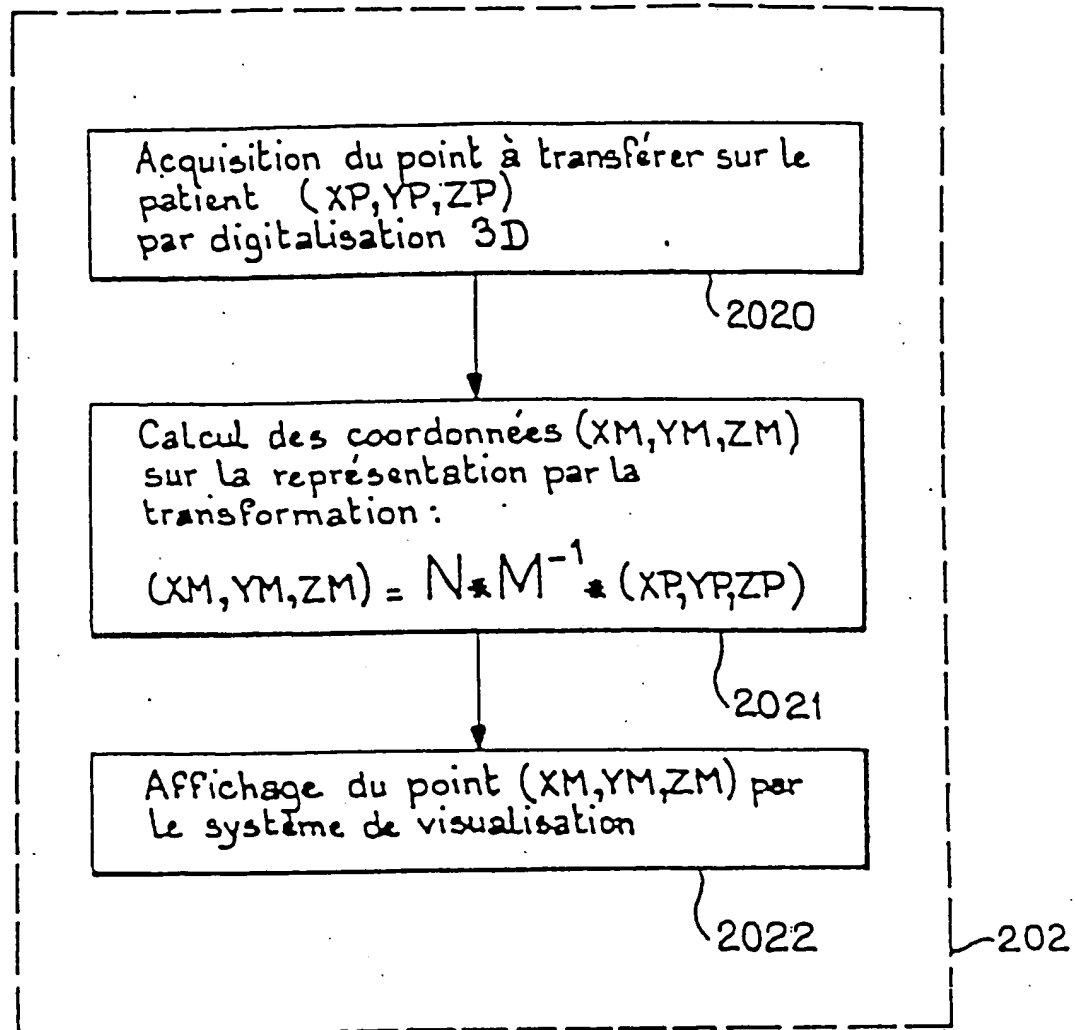 Acquisition du point à transférer sur le
patient (XP,YP,ZP)
par digitalisation 3D
2020
Calcul des coordonnées (XM,YM,ZM)
sur la représentation par la
transformation :
(XM,YM,ZM) = N*M⁻¹* (XP,YP,ZP)
2021
Affichage du point (XM,YM,ZM) par
le système de visualisation
2022
202